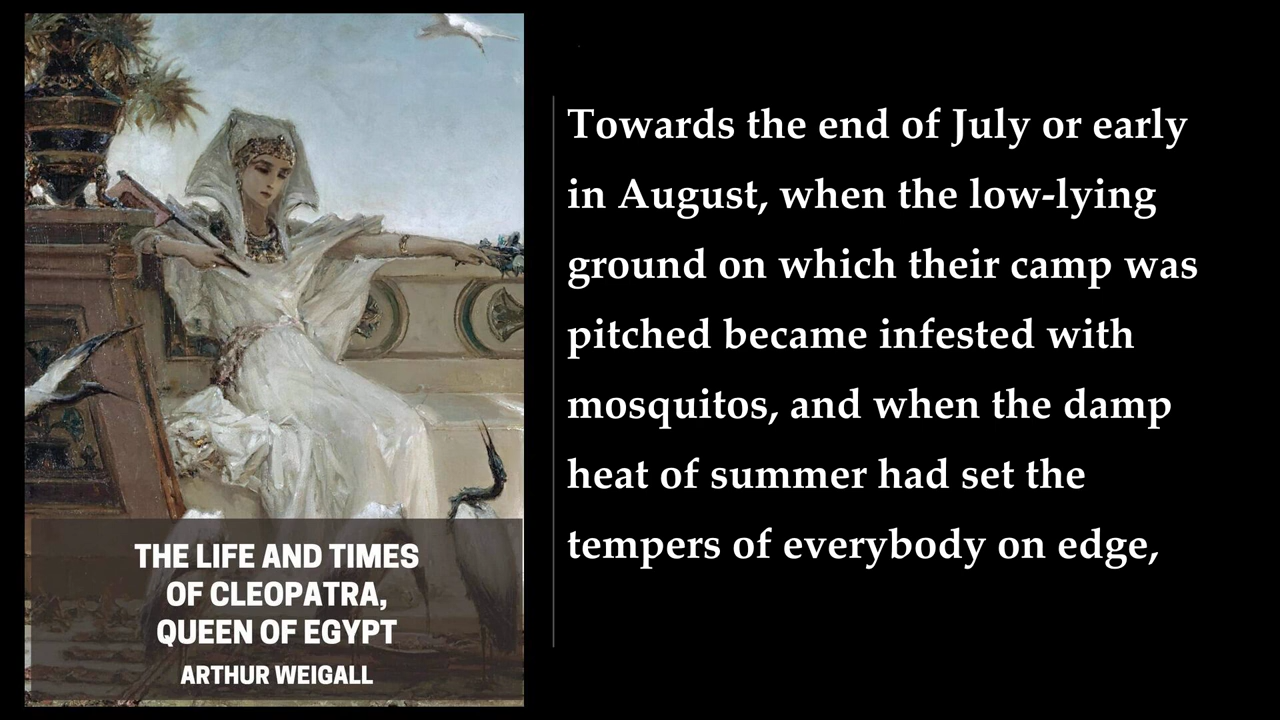 THE LIFE AND TIMES
OF CLEOPATRA,
QUEEN OF EGYPT
ARTHUR WEIGALL
Towards the end of July or early
in August, when the low-lying
ground on which their camp was
pitched became infested with
mosquitos, and when the damp
heat of summer had set the
tempers of everybody on edge,